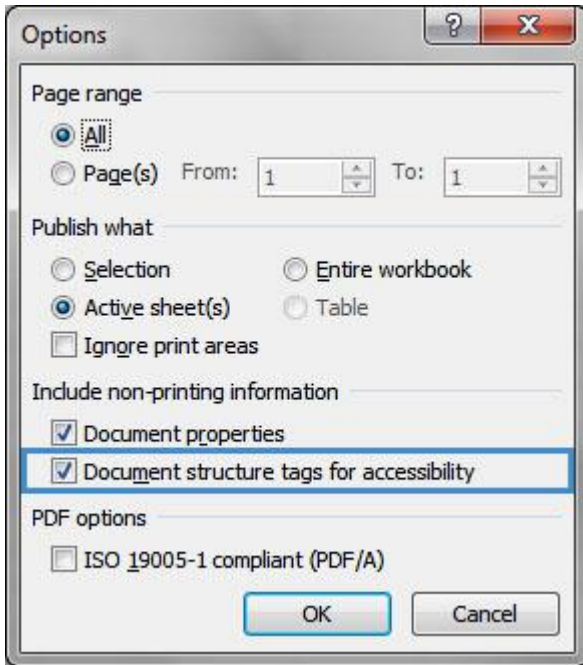 Options
Page range
All
Page(s) From: 1 To: 1
Publish what
Selection Entire workbook
Active sheet(s) Table
Ignore print areas
Include non-printing information
Document properties
Document structure tags for accessibility
PDF options
ISO 19005-1 compliant (PDF/A)
OK Cancel